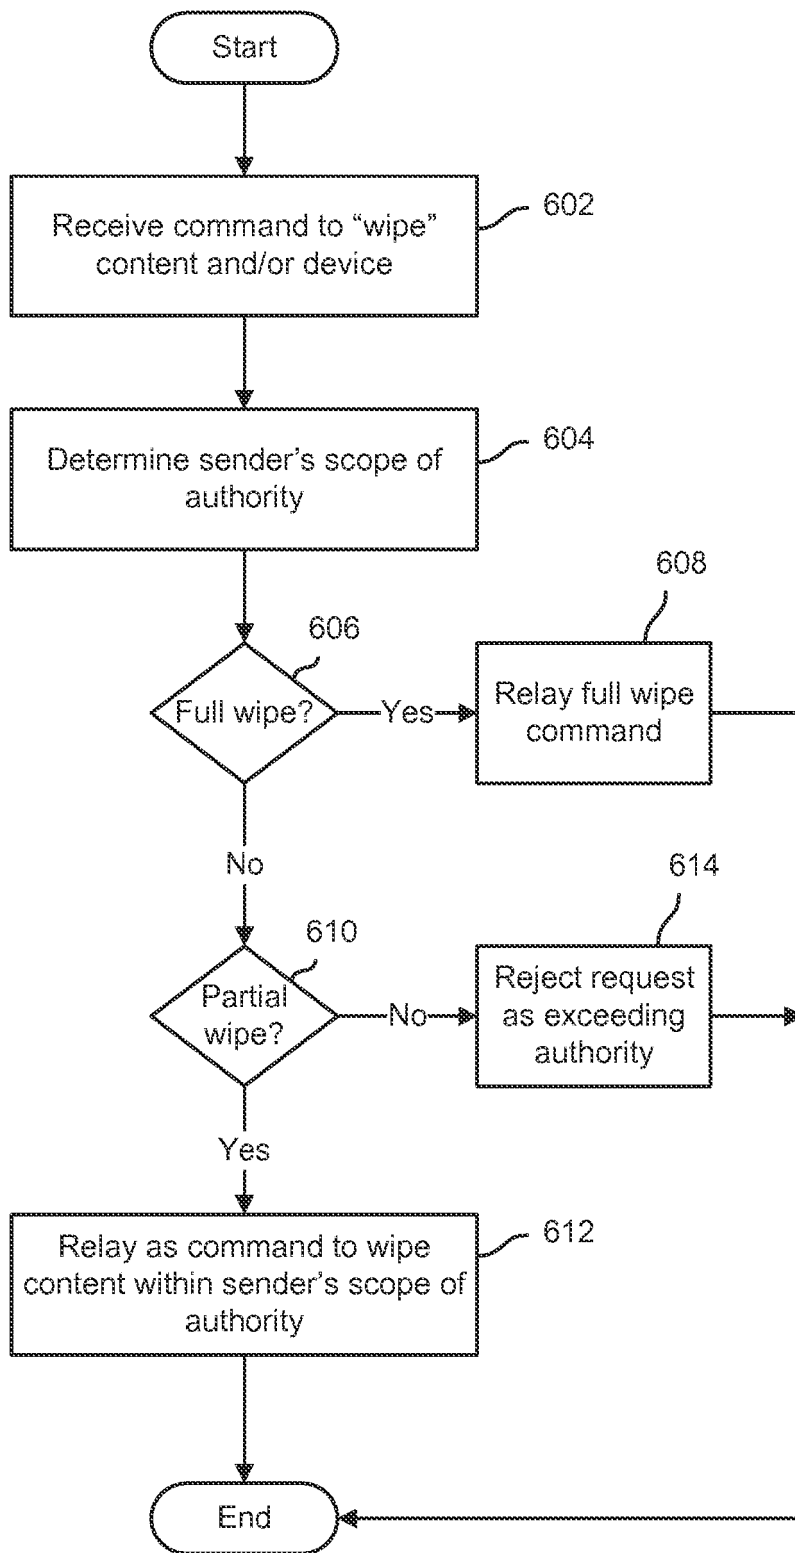 Start
Receive command to “wipe”
content and/or device
602
Determine sender’s scope of
authority
604
606
Full wipe?
Yes
608
Relay full wipe
command
No
610
Partial
wipe?
No
614
Reject request
as exceeding
authority
Yes
Relay as command to wipe
content within sender’s scope of
authority
612
End